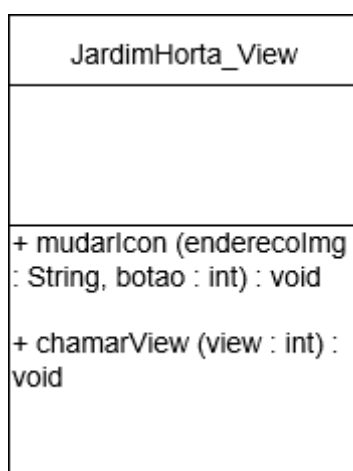 JardimHorta_View
+ mudarIcon (enderecoImg
: String, botao : int) : void
+ chamarView (view : int) :
void